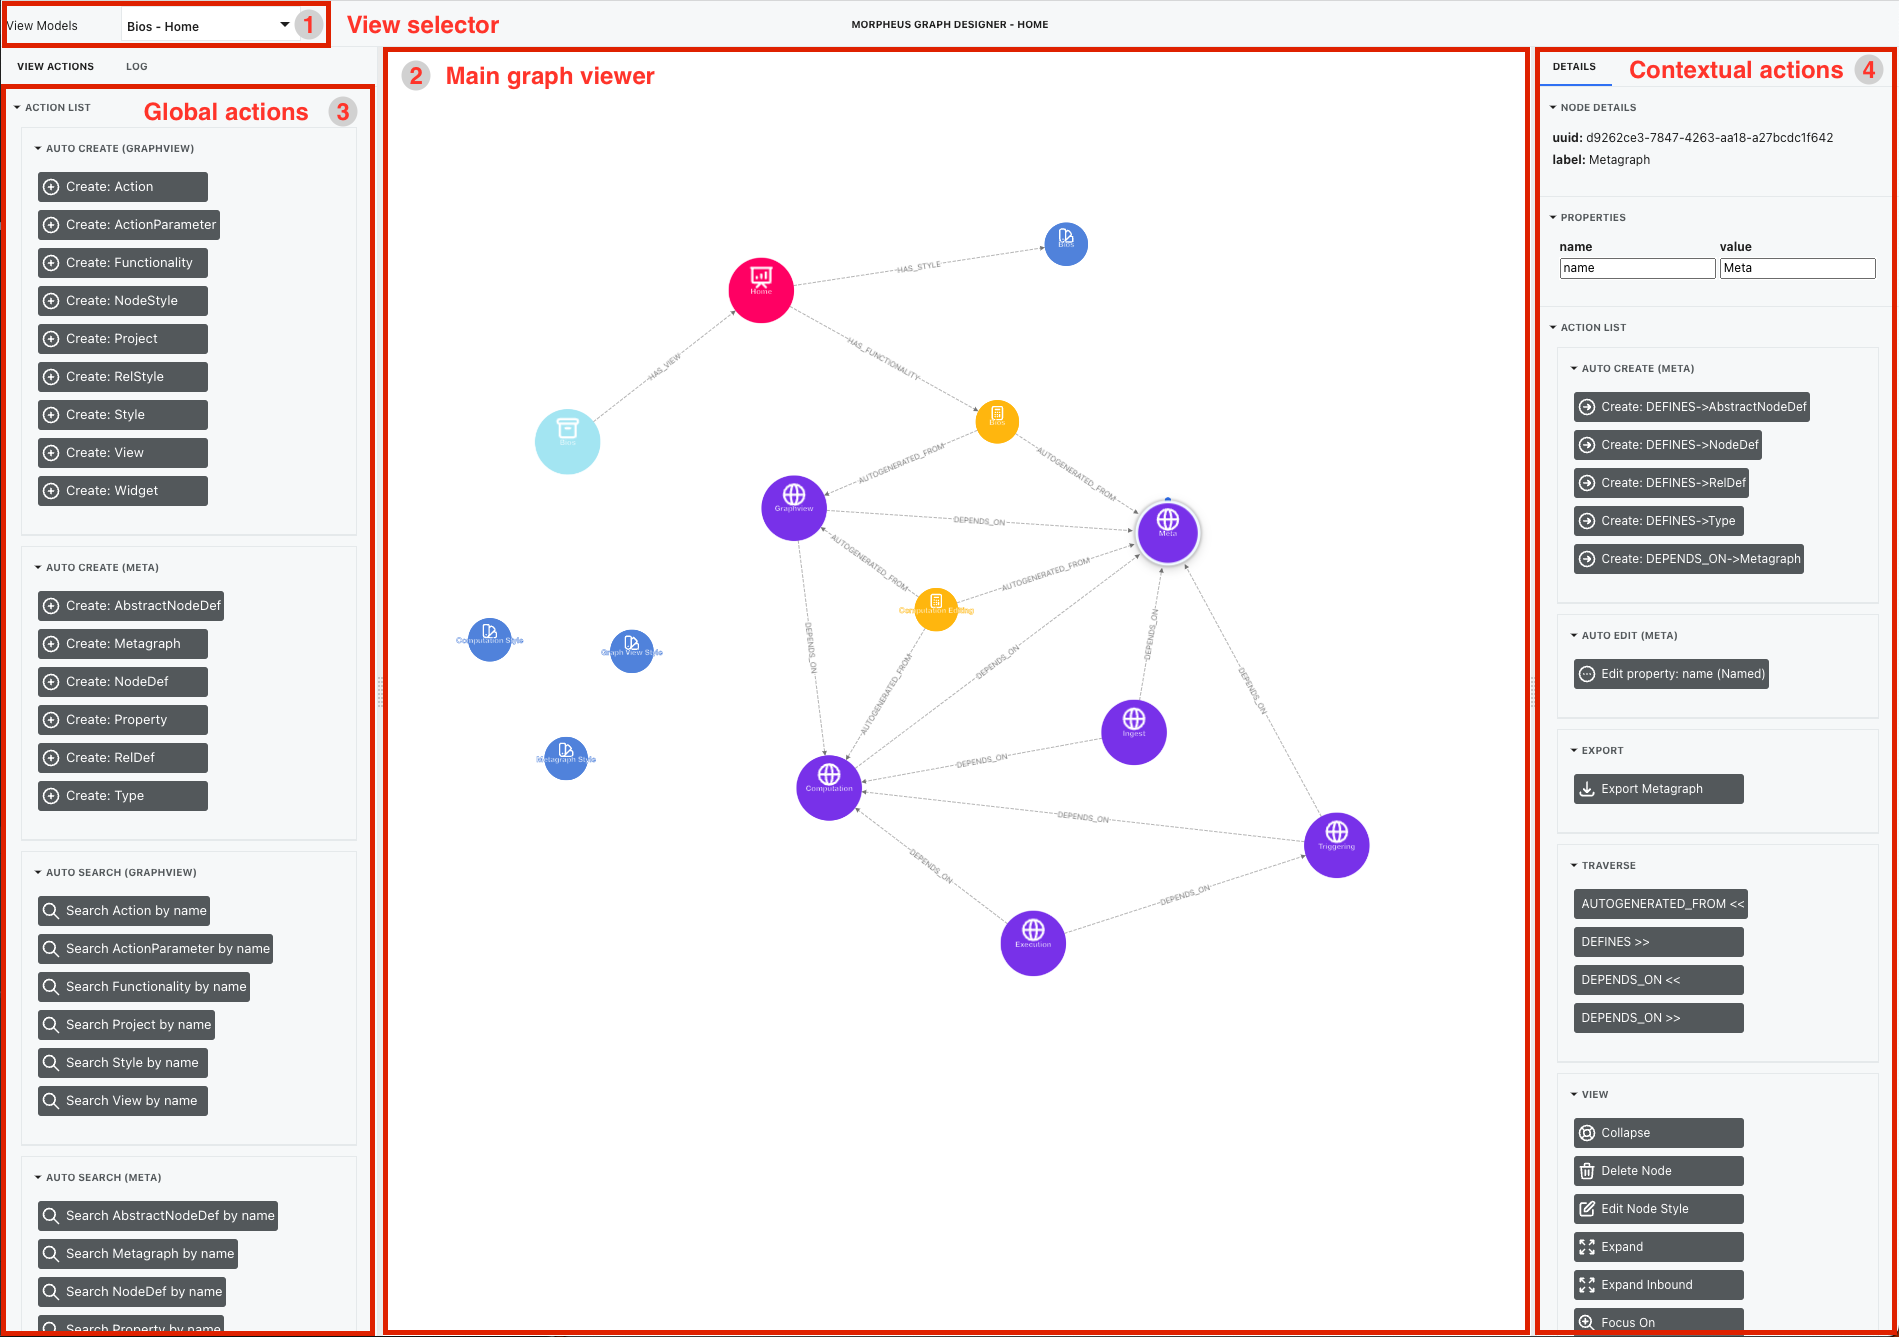 View Models
Bios - Home
1
View selector
MORPHEUS GRAPH DESIGNER - HOME
VIEW ACTIONS
LOG
ACTION LIST
Global actions
3
AUTO CREATE (GRAPHVIEW)
Create: Action
Create: ActionParameter
Create: Functionality
Create: NodeStyle
Create: Project
Create: RelStyle
Create: Style
Create: View
Create: Widget
AUTO CREATE (META)
Create: AbstractNodeDef
Create: Metagraph
Create: NodeDef
Create: Property
Create: RelDef
Create: Type
AUTO SEARCH (GRAPHVIEW)
Search Action by name
Search ActionParameter by name
Search Functionality by name
Search Project by name
Search Style by name
Search View by name
AUTO SEARCH (META)
Search AbstractNodeDef by name
Search Metagraph by name
Search NodeDef by name
Search Property by name
2
Main graph viewer
Bios
HAS_STYLE
Home
HAS_FUNCTIONALITY
HAS_VIEW
Bios
Bios
AUTOGENERATED_FROM
AUTOGENERATED_FROM
Graphview
DEPENDS_ON
Meta
AUTOGENERATED_FROM
AUTOGENERATED_FROM
Computation Editing
Computation Style
Graph View Style
DEPENDS_ON
AUTOGENERATED_FROM
DEPENDS_ON
DEPENDS_ON
DEPENDS_ON
Ingest
Metagraph Style
DEPENDS_ON
Computation
DEPENDS_ON
Triggering
DEPENDS_ON
DEPENDS_ON
Execution
DETAILS
Contextual actions
4
NODE DETAILS
uuid: d9262ce3-7847-4263-aa18-a27bcdc1f642
label: Metagraph
PROPERTIES
name value
name Meta
ACTION LIST
AUTO CREATE (META)
Create: DEFINES->AbstractNodeDef
Create: DEFINES->NodeDef
Create: DEFINES->RelDef
Create: DEFINES->Type
Create: DEPENDS_ON->Metagraph
AUTO EDIT (META)
Edit property: name (Named)
EXPORT
Export Metagraph
TRAVERSE
AUTOGENERATED_FROM <<
DEFINES >>
DEPENDS_ON <<
DEPENDS_ON >>
VIEW
Collapse
Delete Node
Edit Node Style
Expand
Expand Inbound
Focus On